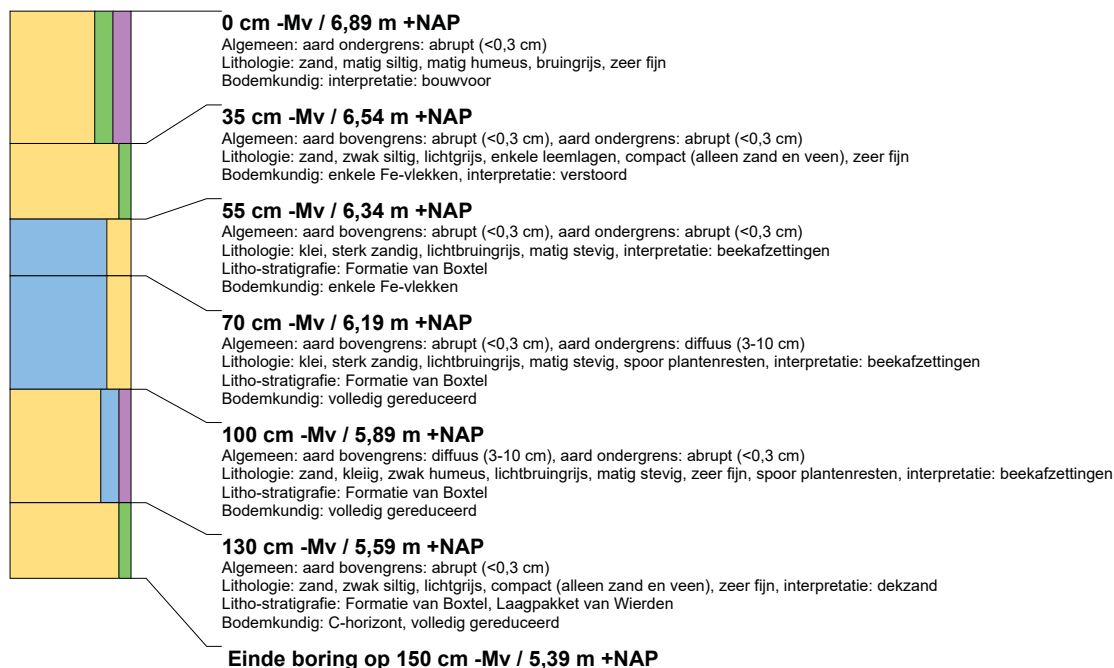 0 cm -Mv / 6,89 m +NAP
Algemeen: aard ondergrens: abrupt (<0,3 cm)
Lithologie: zand, matig siltig, matig humeus, bruingrijs, zeer fijn
Bodemkundig: interpretatie: bouwvoor
35 cm -Mv / 6,54 m +NAP
Algemeen: aard bovengrens: abrupt (<0,3 cm), aard ondergrens: abrupt (<0,3 cm)
Lithologie: zand, zwak siltig, lichtgrijs, enkele leemlagen, compact (alleen zand en veen), zeer fijn
Bodemkundig: enkele Fe-vlekken, interpretatie: verstoord
55 cm -Mv / 6,34 m +NAP
Algemeen: aard bovengrens: abrupt (<0,3 cm), aard ondergrens: abrupt (<0,3 cm)
Lithologie: klei, sterk zandig, lichtbruingrijs, matig stevig, interpretatie: beekafzettingen
Litho-stratigrafie: Formatie van Boxtel
Bodemkundig: enkele Fe-vlekken
70 cm -Mv / 6,19 m +NAP
Algemeen: aard bovengrens: abrupt (<0,3 cm), aard ondergrens: diffuus (3-10 cm)
Lithologie: klei, sterk zandig, lichtbruingrijs, matig stevig, spoor plantenresten, interpretatie: beekafzettingen
Litho-stratigrafie: Formatie van Boxtel
Bodemkundig: volledig gereduceerd
100 cm -Mv / 5,89 m +NAP
Algemeen: aard bovengrens: diffuus (3-10 cm), aard ondergrens: abrupt (<0,3 cm)
Lithologie: zand, kleiig, zwak humeus, lichtbruingrijs, matig stevig, zeer fijn, spoor plantenresten, interpretatie: beekafzettingen
Litho-stratigrafie: Formatie van Boxtel
Bodemkundig: volledig gereduceerd
130 cm -Mv / 5,59 m +NAP
Algemeen: aard bovengrens: abrupt (<0,3 cm)
Lithologie: zand, zwak siltig, lichtgrijs, compact (alleen zand en veen), zeer fijn, interpretatie: dekzand
Litho-stratigrafie: Formatie van Boxtel, Laagpakket van Wierden
Bodemkundig: C-horizont, volledig gereduceerd
Einde boring op 150 cm -Mv / 5,39 m +NAP